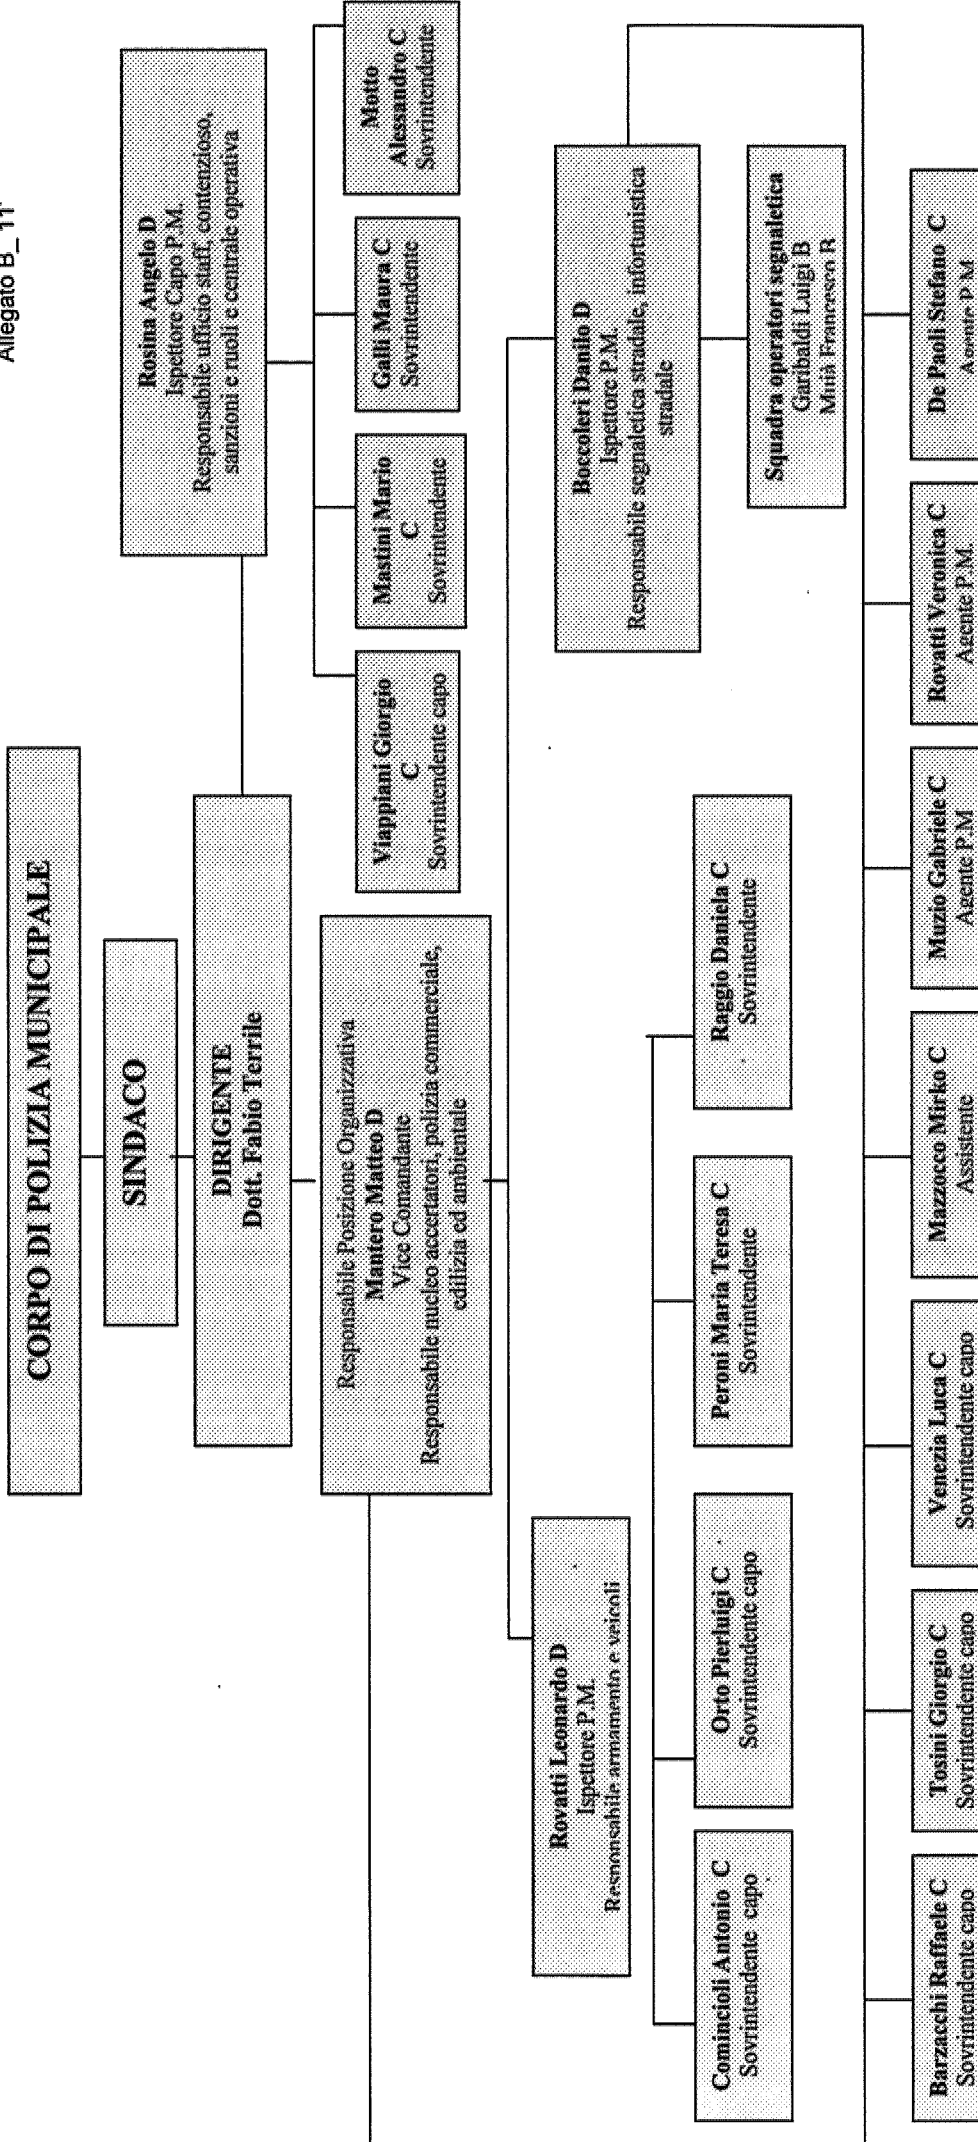 Allegato B_ 11
CORPO DI POLIZIA MUNICIPALE
SINDACO
DIRIGENTE
Dott. Fabio Terrile
Rosina Angelo D
Ispettore Capo P.M.
Responsabile ufficio staff, contenzioso,
sanzioni e ruoli e centrale operativa
Viappiani Giorgio
C
Sovrintendente capo
Mastini Mario
C
Sovrintendente
Galli Maura C
Sovrintendente
Motto
Alessandro C
Sovrintendente
Responsabile Posizione Organizzativa
Mantero Matteo D
Vice Comandante
Responsabile nucleo accertatori, polizia commerciale,
edilizia ed ambientale
Rovatti Leonardo D
Ispettore P.M.
Responsabile armamento e veicoli
Boccoleri Danilo D
Ispettore P.M.
Responsabile segnaletica stradale, infortunistica
stradale
Comincioli Antonio C
Sovrintendente capo
Orto Pierluigi C
Sovrintendente capo
Peroni Maria Teresa C
Sovrintendente
Raggio Daniela C
Sovrintendente
Squadra operatori segnaletica
Garibaldi Luigi B
Francesco B
Barzacchi Raffaele C
Sovrintendente capo
Tosini Giorgio C
Sovrintendente capo
Venezia Luca C
Sovrintendente capo
Mazzocco Mirko C
Assistente
Muzio Gabriele C
Agente P.M
Rovatti Veronica C
Agente P.M.
De Paoli Stefano C
Agente P.M